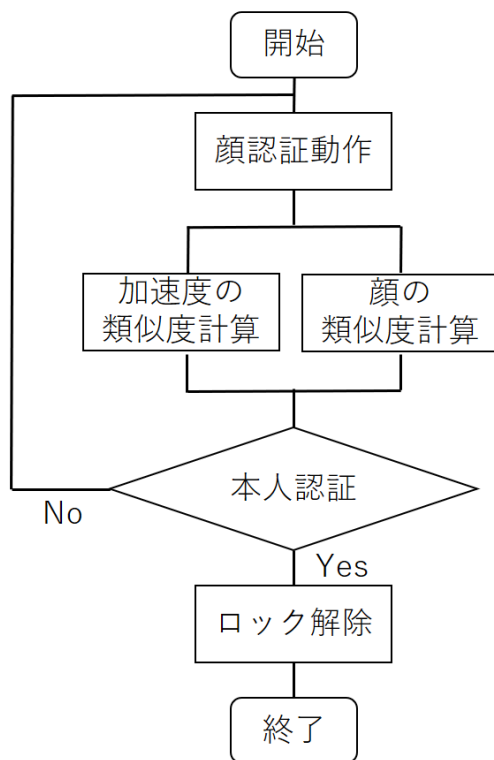 開始
顔認証動作
加速度の
類似度計算
顔の
類似度計算
本人認証
No
Yes
ロック解除
終了